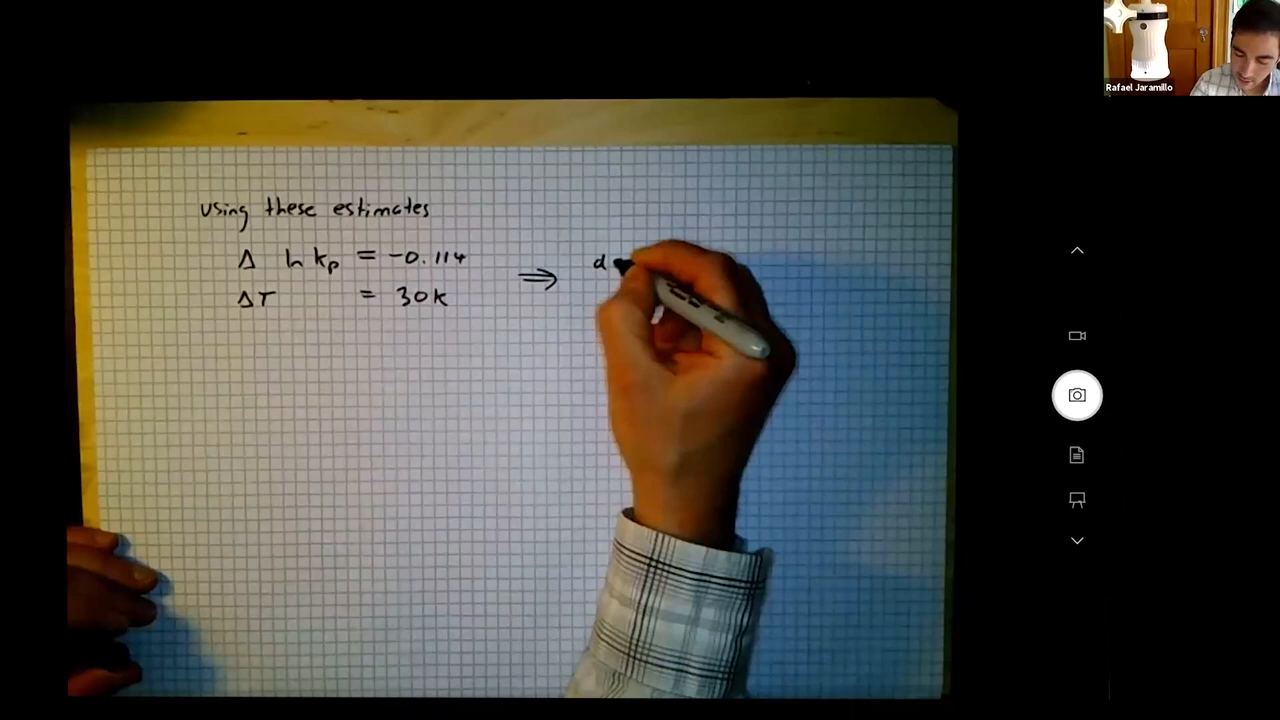 Rafael Jaramillo
using these estimates
Δ ln kp = -0.114 ⇒ d
ΔT = 30K